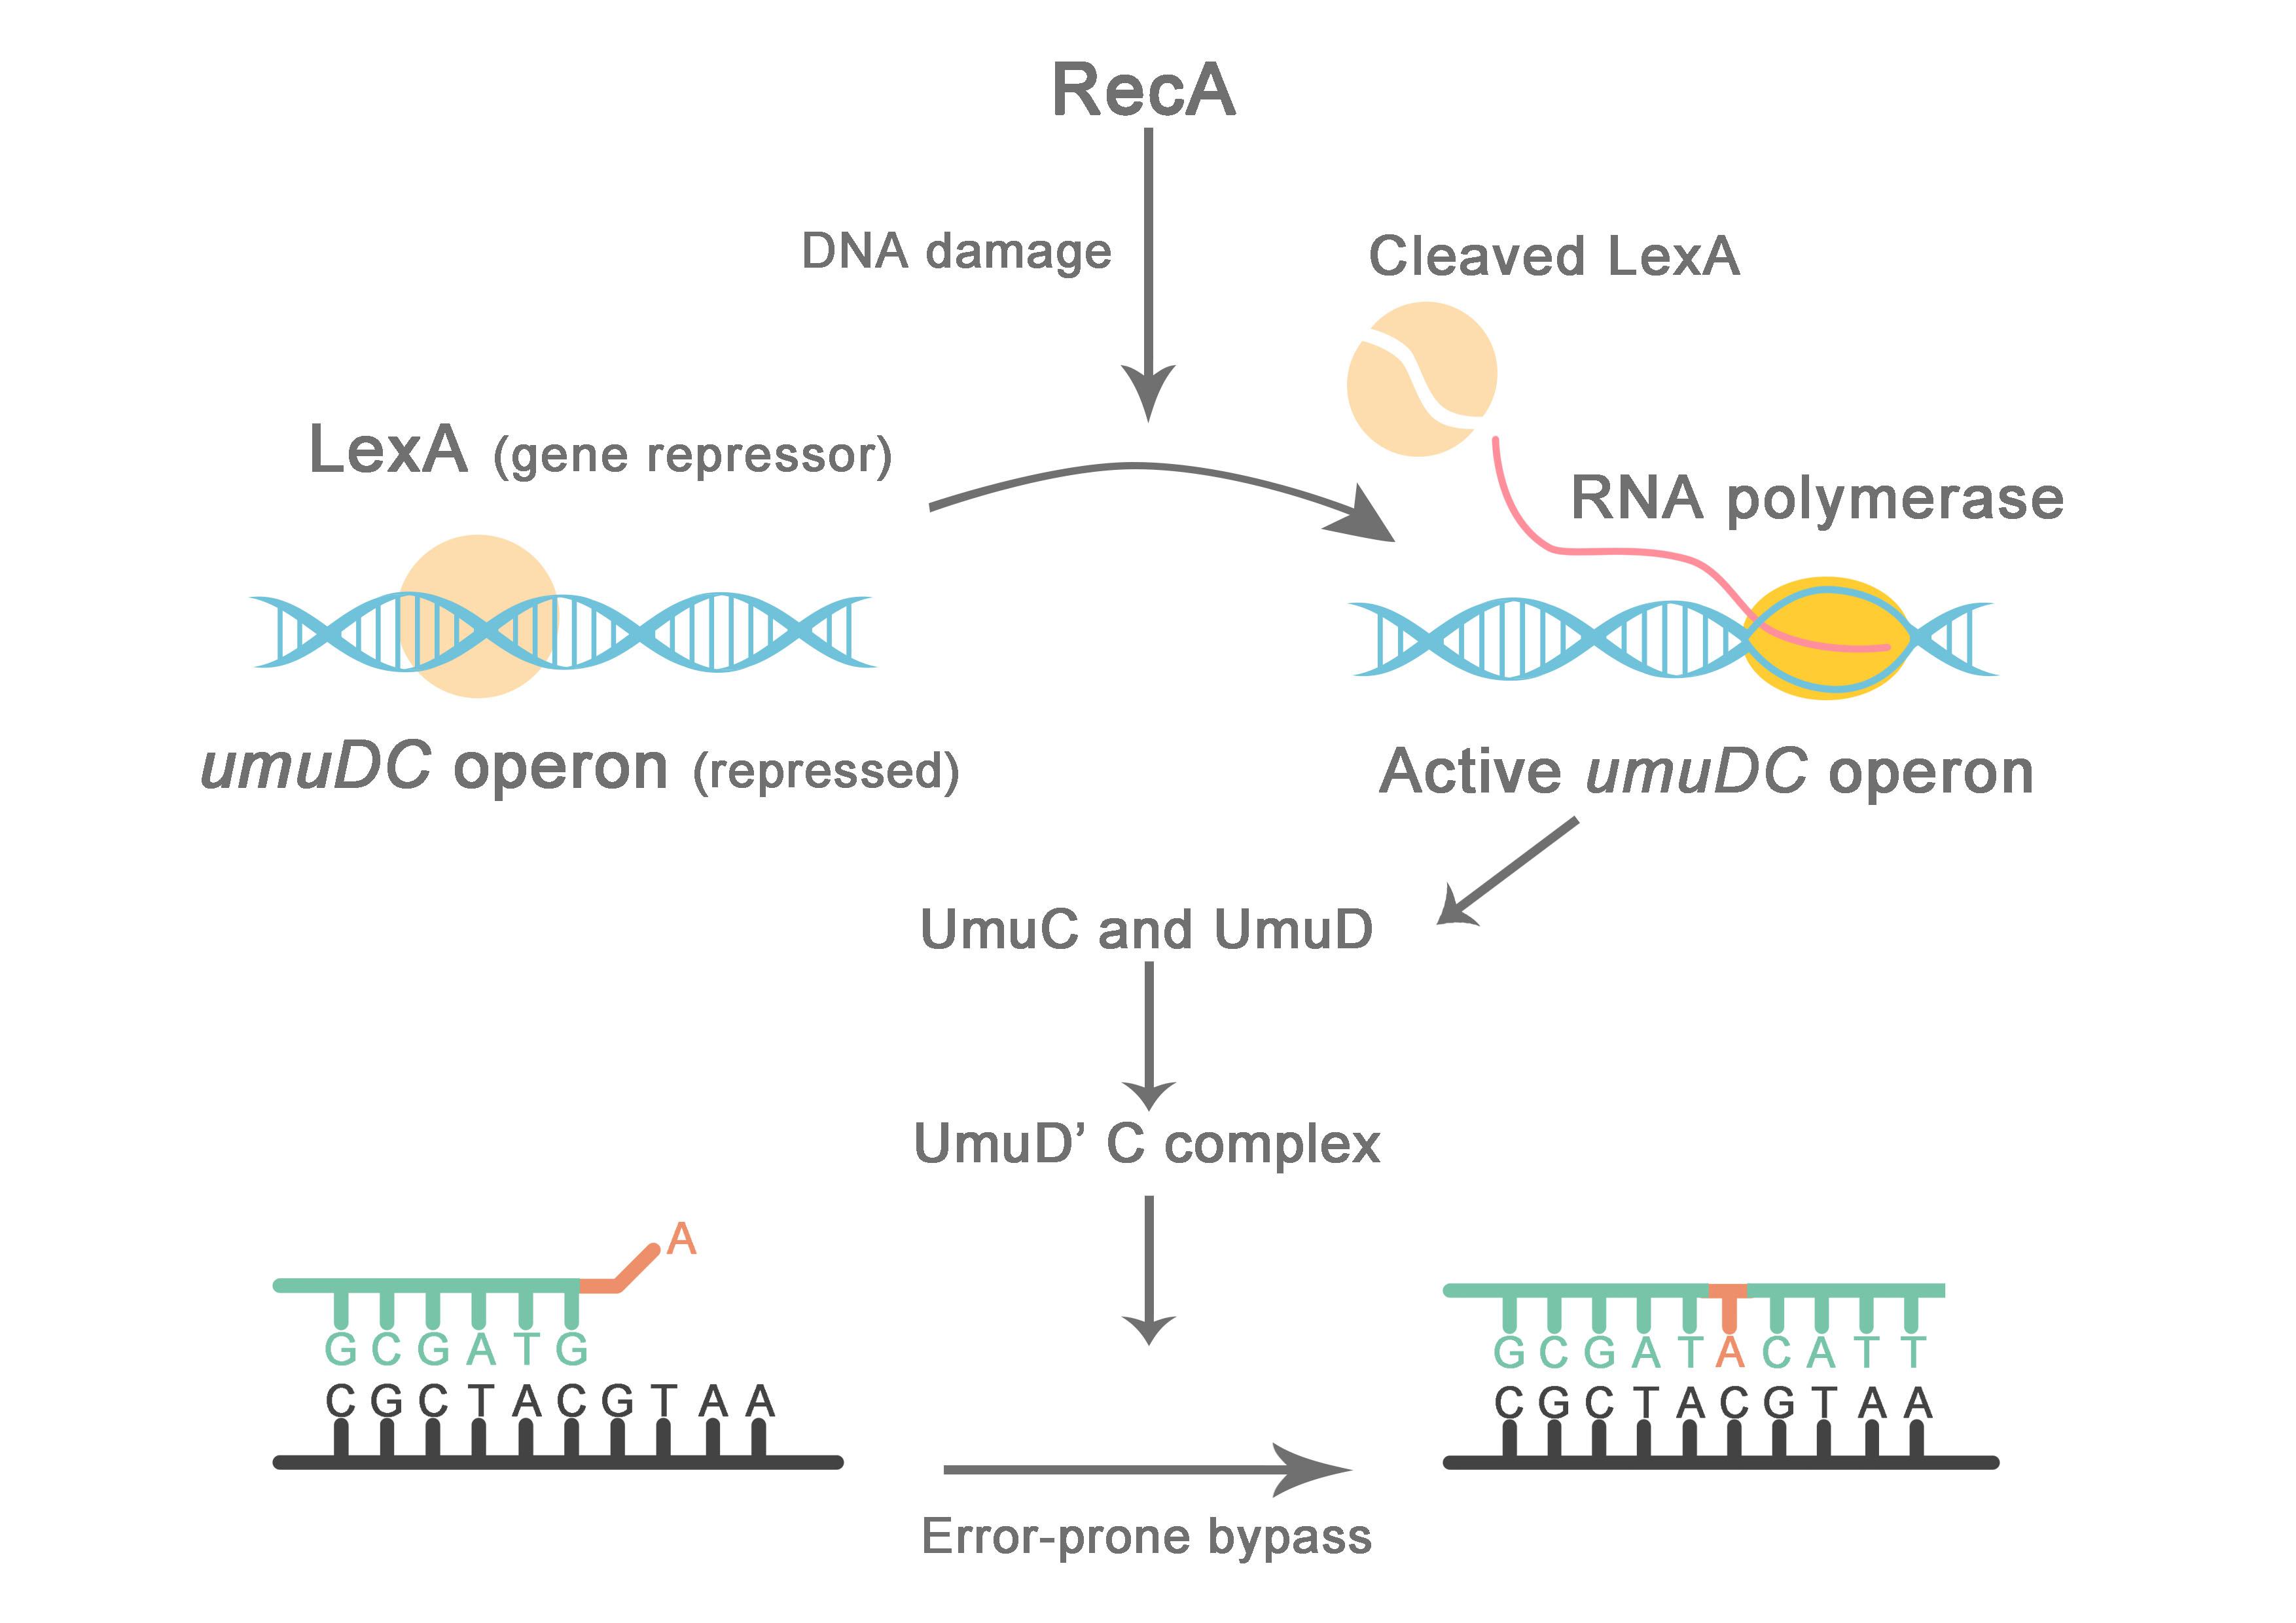 RecA
DNA damage
Cleaved LexA
LexA (gene repressor)
RNA polymerase
umuDC operon (repressed)
Active umuDC operon
UmuC and UmuD
UmuD’ C complex
A
G C G A T G
C G C T A C G T A A
G C G A T A C A T T
C G C T A C G T A A
Error-prone bypass